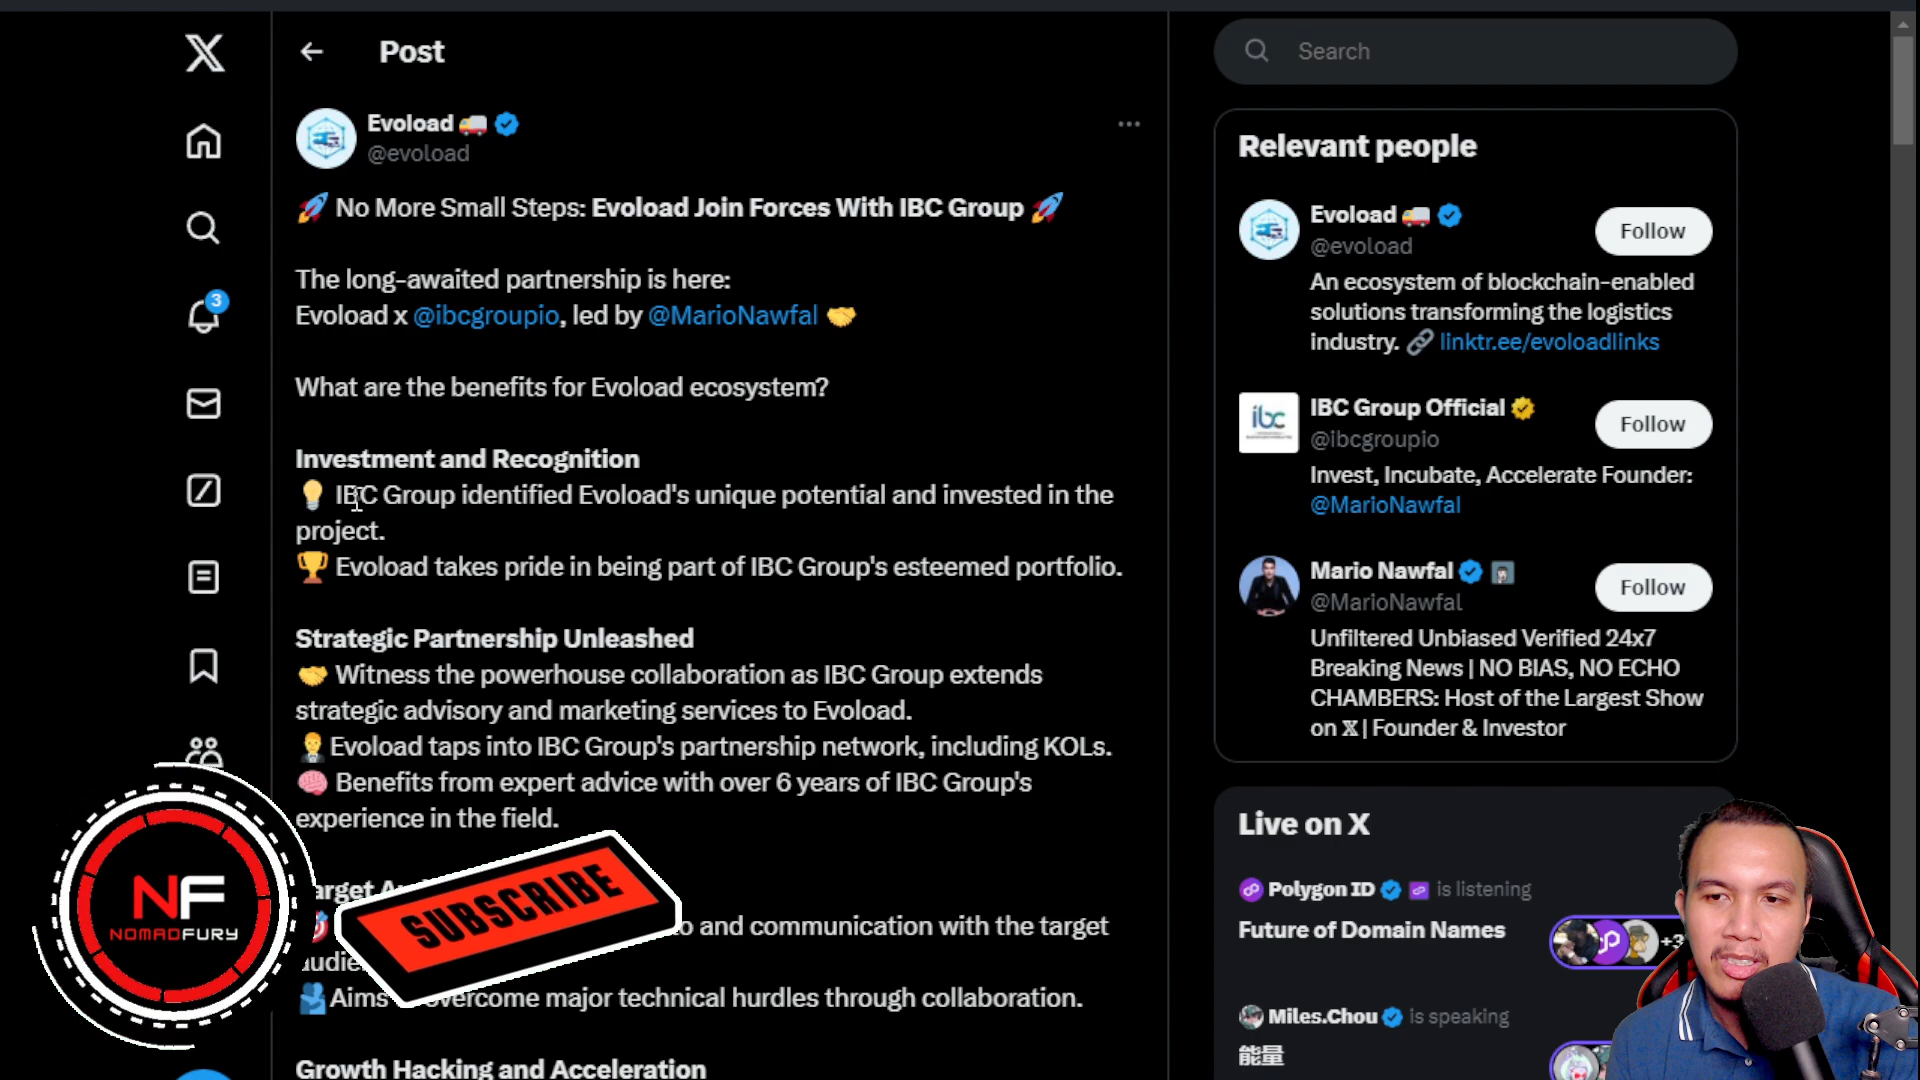 Post
Search
Evoload
@evoload
No More Small Steps: Evoload Join Forces With IBC Group
The long-awaited partnership is here:
Evoload x @ibcgroupio, led by @MarioNawfal
What are the benefits for Evoload ecosystem?
Investment and Recognition
IBC Group identified Evoload's unique potential and invested in the
project.
Evoload takes pride in being part of IBC Group's esteemed portfolio.
Strategic Partnership Unleashed
Witness the powerhouse collaboration as IBC Group extends
strategic advisory and marketing services to Evoload.
Evoload taps into IBC Group's partnership network, including KOLs.
Benefits from expert advice with over 6 years of IBC Group's
experience in the field.
and communication with the target
Aims overcome major technical hurdles through collaboration.
Growth Hacking and Acceleration
3
NF
NOMADFURY
SUBSCRIBE
Relevant people
Evoload
@evoload
Follow
An ecosystem of blockchain-enabled
solutions transforming the logistics
industry. linktr.ee/evoloadlinks
ibc
IBC Group Official
@ibcgroupio
Follow
Invest, Incubate, Accelerate Founder:
@MarioNawfal
Mario Nawfal
@MarioNawfal
Follow
Unfiltered Unbiased Verified 24x7
Breaking News | NO BIAS, NO ECHO
CHAMBERS: Host of the Largest Show
on 𝕏 | Founder & Investor
Live on X
Polygon ID is listening
Future of Domain Names
+3
Miles.Chou is speaking
能量